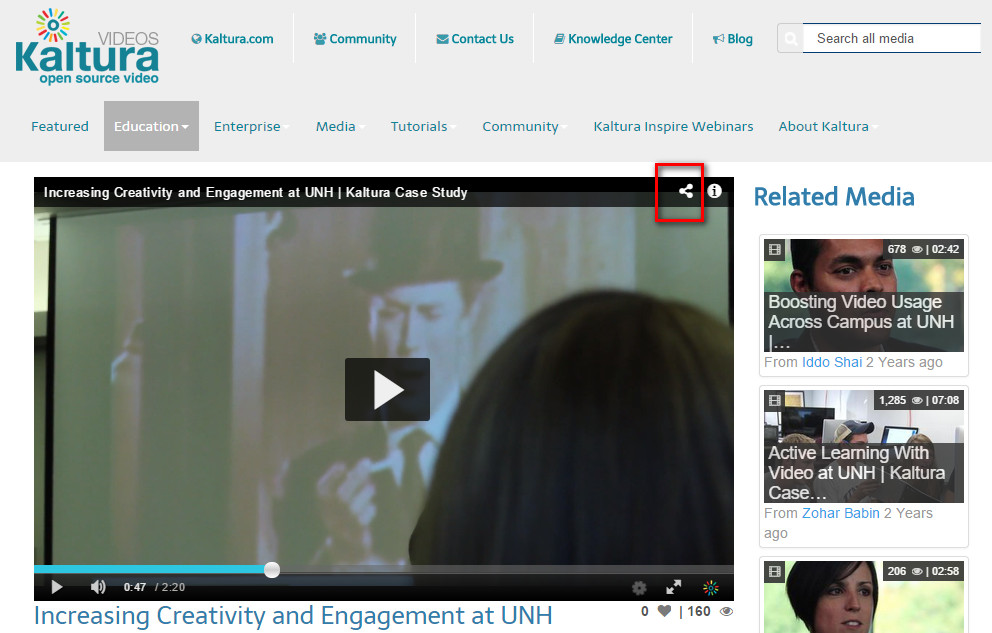 VIDEOS
Kaltura
open source video
Kaltura.com
Community
Contact Us
Knowledge Center
Blog
Search all media
Featured
Education
Enterprise
Media
Tutorials
Community
Kaltura Inspire Webinars
About Kaltura
Increasing Creativity and Engagement at UNH | Kaltura Case Study
0:47 / 2:20
Increasing Creativity and Engagement at UNH
0 | 160
Related Media
678 | 02:42
Boosting Video Usage
Across Campus at UNH
|...
From Iddo Shai 2 Years ago
1,285 | 07:08
Active Learning With
Video at UNH | Kaltura
Case...
From Zohar Babin 2 Years
ago
206 | 02:58